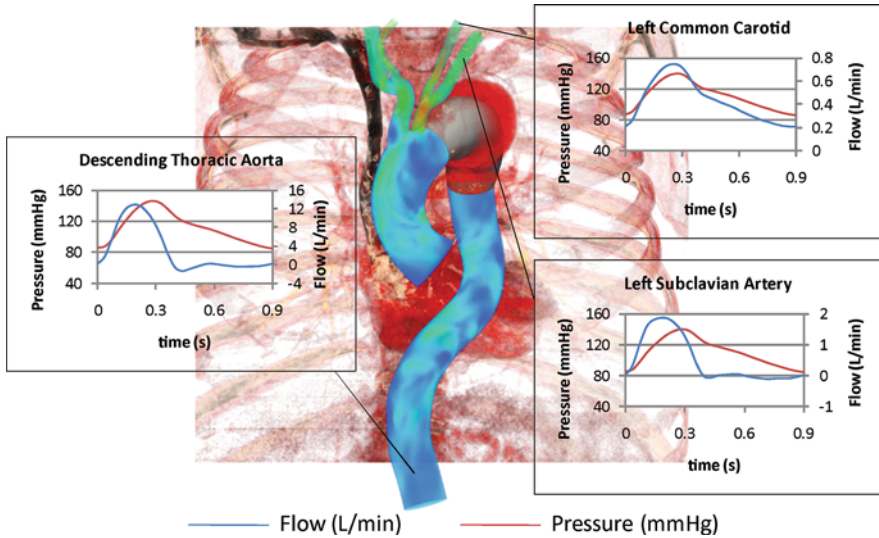 Left Common Carotid
Pressure (mmHg)
160
120
80
40
0.8
0.6
0.4
0.2
0
Flow (L/min)
0
0.3
0.6
0.9
time (s)
Descending Thoracic Aorta
Pressure (mmHg)
160
120
80
40
16
12
8
4
0
-4
Flow (L/min)
0
0.3
0.6
0.9
time (s)
Left Subclavian Artery
Pressure (mmHg)
160
120
80
40
2
1
0
-1
Flow (L/min)
0
0.3
0.6
0.9
time (s)
Flow (L/min)
Pressure (mmHg)